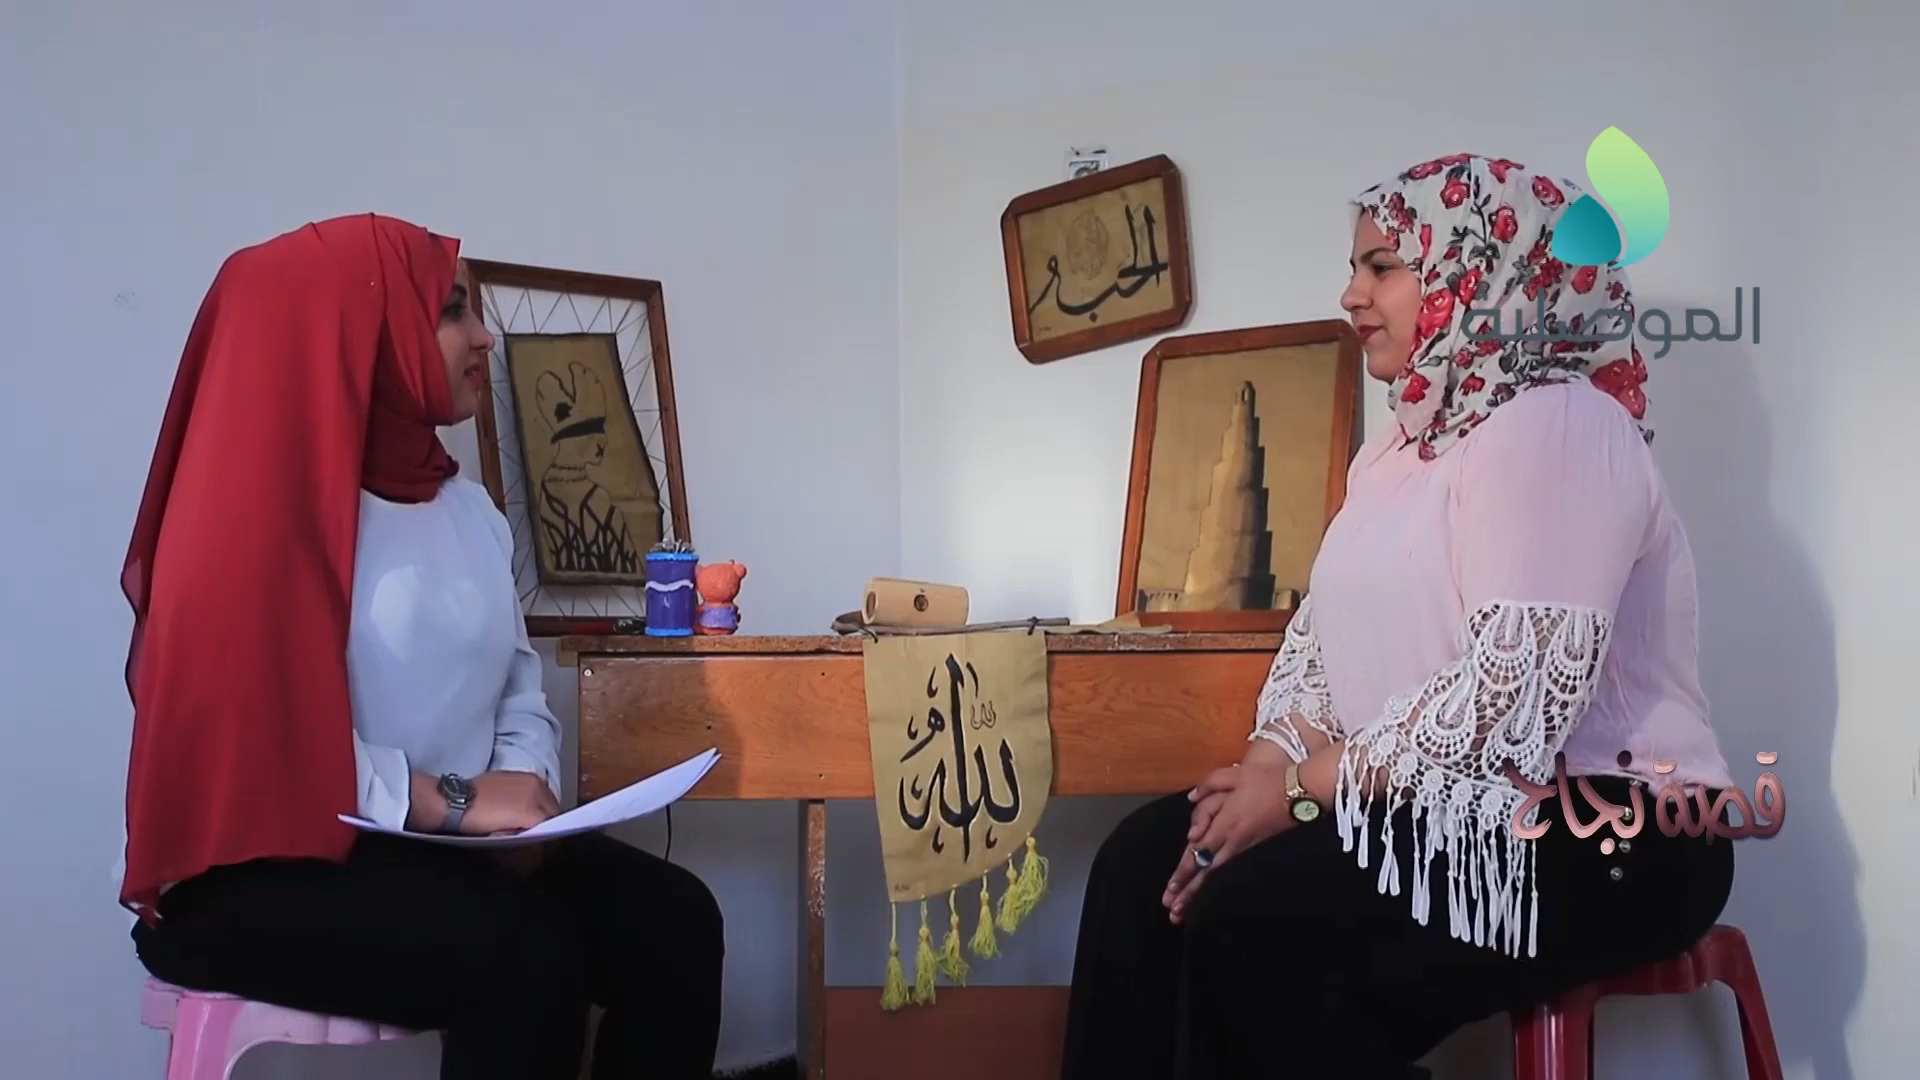 الحب
الموصلية
الله
قصة نجاح